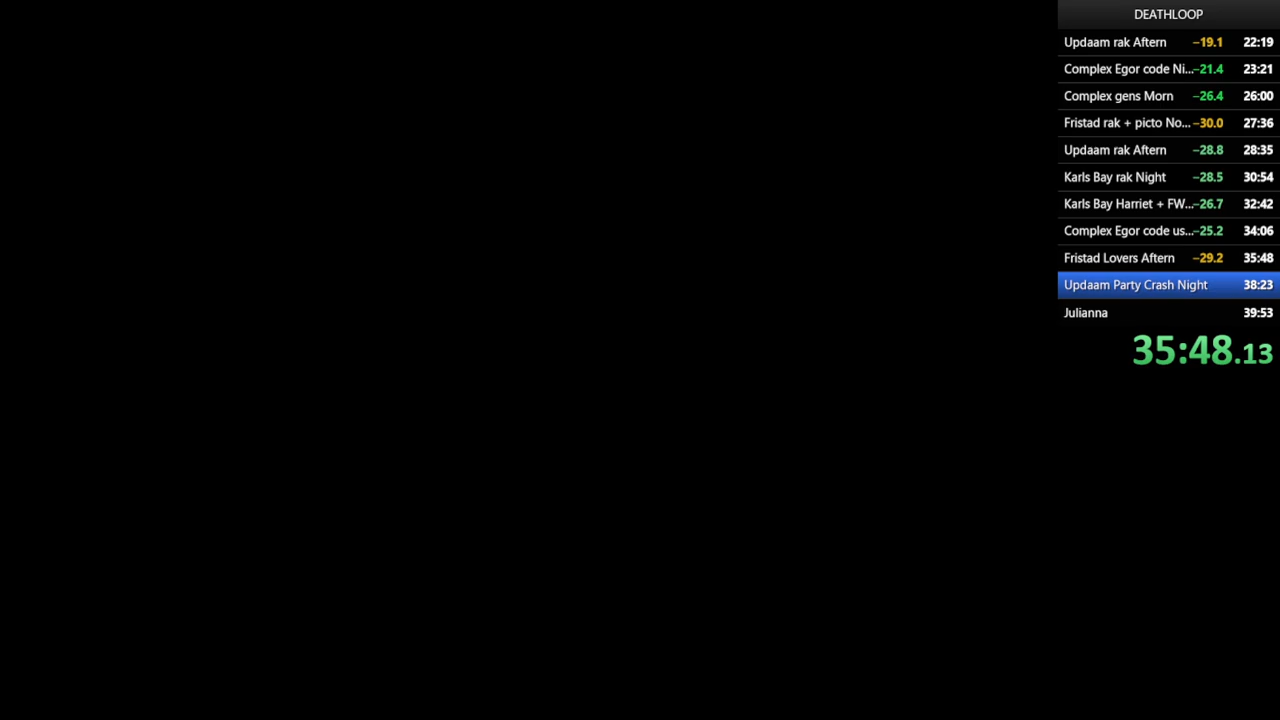 DEATHLOOP
Updaam rak Aftern −19.1 22:19
Complex Egor code Ni... −21.4 23:21
Complex gens Morn −26.4 26:00
Fristad rak + picto No... −30.0 27:36
Updaam rak Aftern −28.8 28:35
Karls Bay rak Night −28.5 30:54
Karls Bay Harriet + FW... −26.7 32:42
Complex Egor code us... −25.2 34:06
Fristad Lovers Aftern −29.2 35:48
Updaam Party Crash Night 38:23
Julianna 39:53
35:48.13